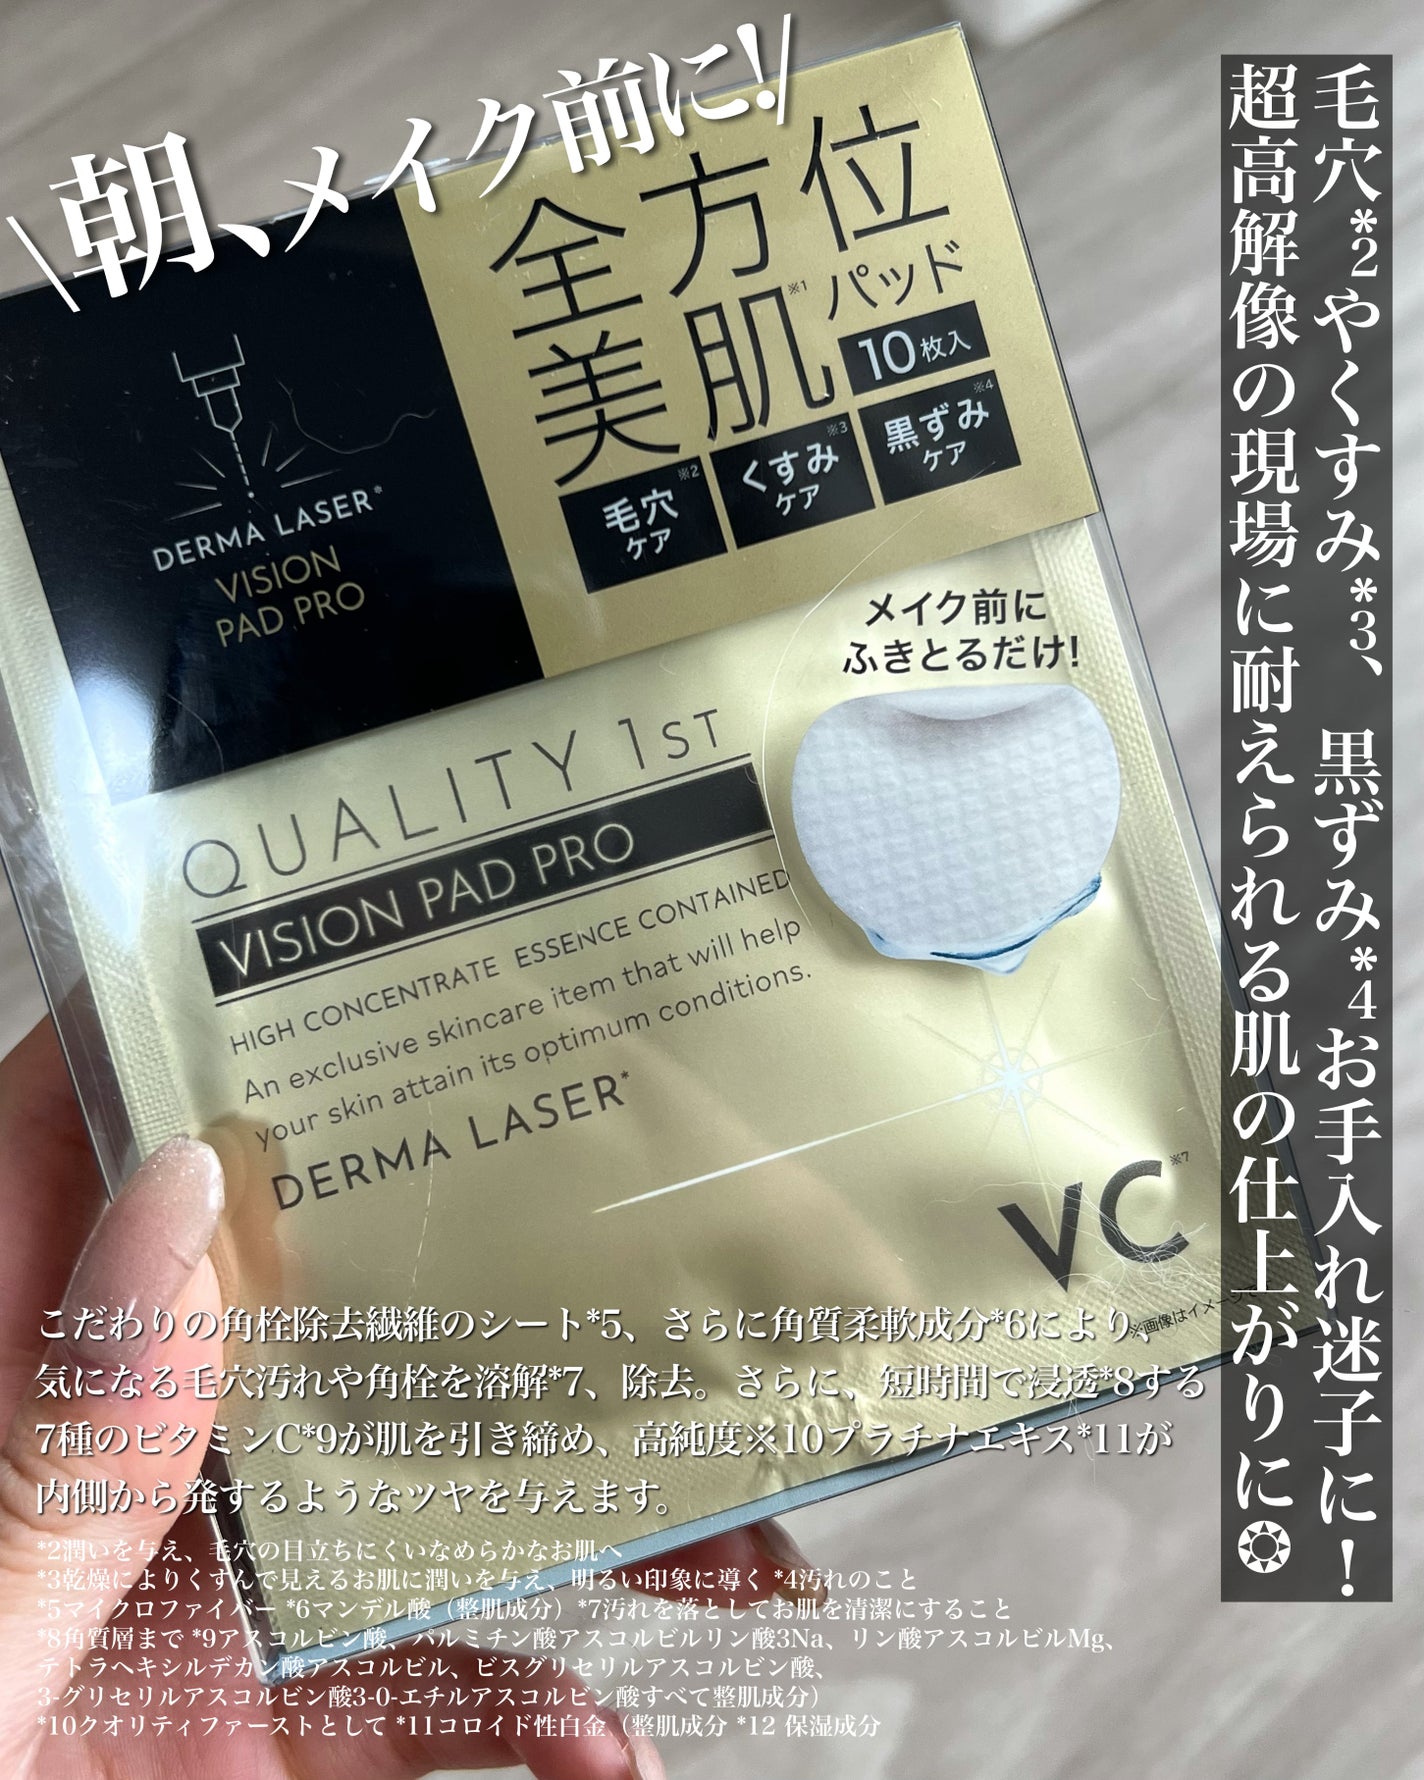 \朝、メイク前に!/
毛穴*2やくすみ*3、黒ずみ*4お手入れ迷子に!
超高解像の現場に耐えられる肌の仕上がりに
全方位
美肌※1パッド
10枚入
毛穴※2
ケア
くすみ※3
ケア
黒ずみ※4
ケア
DERMA LASER*
VISION
PAD PRO
メイク前に
ふきとるだけ!
QUALITY 1ST
VISION PAD PRO
HIGH CONCENTRATE ESSENCE CONTAINED
An exclusive skincare item that will help
your skin attain its optimum conditions.
DERMA LASER*
VC※7
※画像はイメージで
こだわりの角栓除去繊維のシート*5、さらに角質柔軟成分*6により、
気になる毛穴汚れや角栓を溶解*7、除去。さらに、短時間で浸透*8する
7種のビタミンC*9が肌を引き締め、高純度※10プラチナエキス*11が
内側から発するようなツヤを与えます。
*2潤いを与え、毛穴の目立ちにくいなめらかなお肌へ
*3乾燥によりくすんで見えるお肌に潤いを与え、明るい印象に導く *4汚れのこと
*5マイクロファイバー *6マンデル酸（整肌成分）*7汚れを落としてお肌を清潔にすること
*8角質層まで *9アスコルビン酸、パルミチン酸アスコルビルリン酸3Na、リン酸アスコルビルMg、
テトラヘキシルデカン酸アスコルビル、ビスグリセリルアスコルビン酸、
3-グリセリルアスコルビン酸3-0-エチルアスコルビン酸すべて整肌成分）
*10クオリティファーストとして *11コロイド性白金（整肌成分 *12 保湿成分